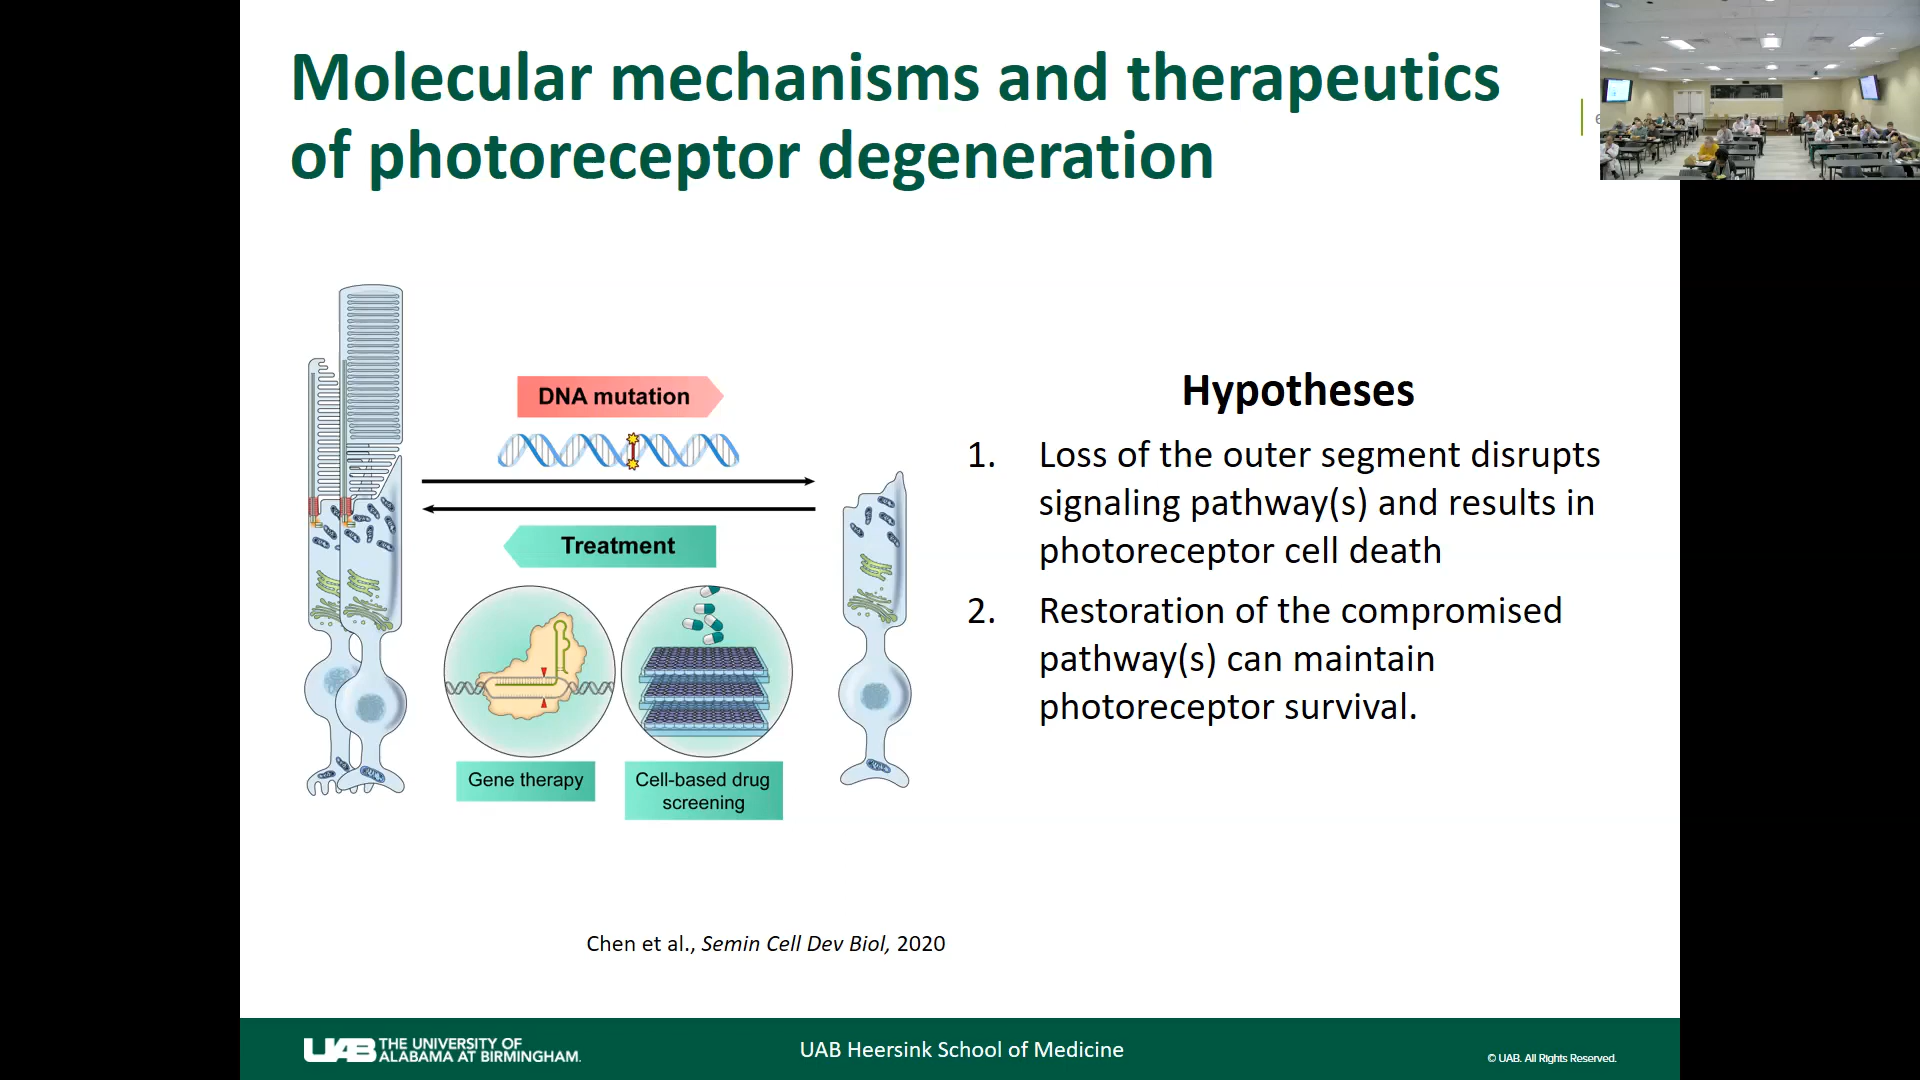 Molecular mechanisms and therapeutics
of photoreceptor degeneration
DNA mutation
Treatment
Gene therapy
Cell-based drug
screening
Hypotheses
1. Loss of the outer segment disrupts
signaling pathway(s) and results in
photoreceptor cell death
2. Restoration of the compromised
pathway(s) can maintain
photoreceptor survival.
Chen et al., Semin Cell Dev Biol, 2020
UAB THE UNIVERSITY OF
ALABAMA AT BIRMINGHAM.
UAB Heersink School of Medicine
© UAB. All Rights Reserved.